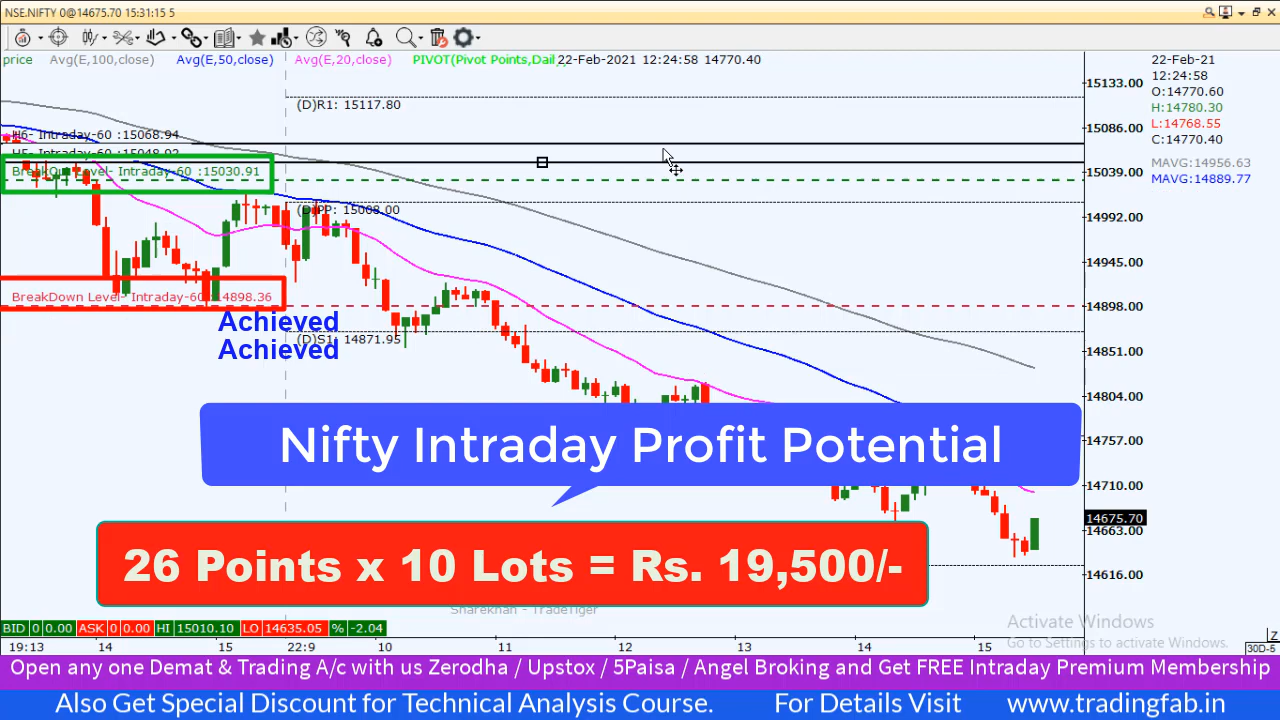 NSE.NIFTY 0@14675.70 15:31:15 5
price Avg(E,100,close) Avg(E,50,close) Avg(E,20,close) PIVOT(Pivot Points,Dail 22-Feb-2021 12:24:58 14770.40
22-Feb-21
12:24:58
O:14770.60
H:14780.30
L:14768.55
C:14770.40
MAVG:14956.63
MAVG:14889.77
(D)R1: 15117.80
H6- Intraday-60 :15068.94
H5- Intraday-60 :15048.02
BreakOut Level- Intraday-60 :15030.91
(D)PP: 15008.00
BreakDown Level- Intraday-60 :14898.36
Achieved
(D)S1: 14871.95
Achieved
15133.00
15086.00
15039.00
14992.00
14945.00
14898.00
14851.00
14804.00
14757.00
14710.00
14675.70
14663.00
14616.00
Nifty Intraday Profit Potential
26 Points x 10 Lots = Rs. 19,500/-
Sharekhan - TradeTiger
Activate Windows
Go to Settings to activate Windows.
BID 0 0.00 ASK 0 0.00 HI 15010.10 LO 14635.05 % -2.04
19:13 14 15 22:9 10 11 12 13 14 15 30D-5
Z
Open any one Demat & Trading A/c with us Zerodha / Upstox / 5Paisa / Angel Broking and Get FREE Intraday Premium Membership
Also Get Special Discount for Technical Analysis Course. For Details Visit www.tradingfab.in